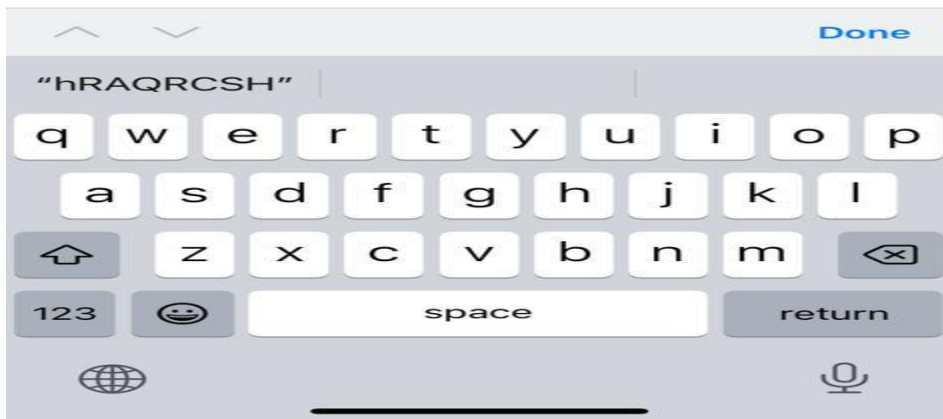 Done
“hRAQRCSH”
q w e r t y u i o p
a s d f g h j k l
z x c v b n m
123 space return